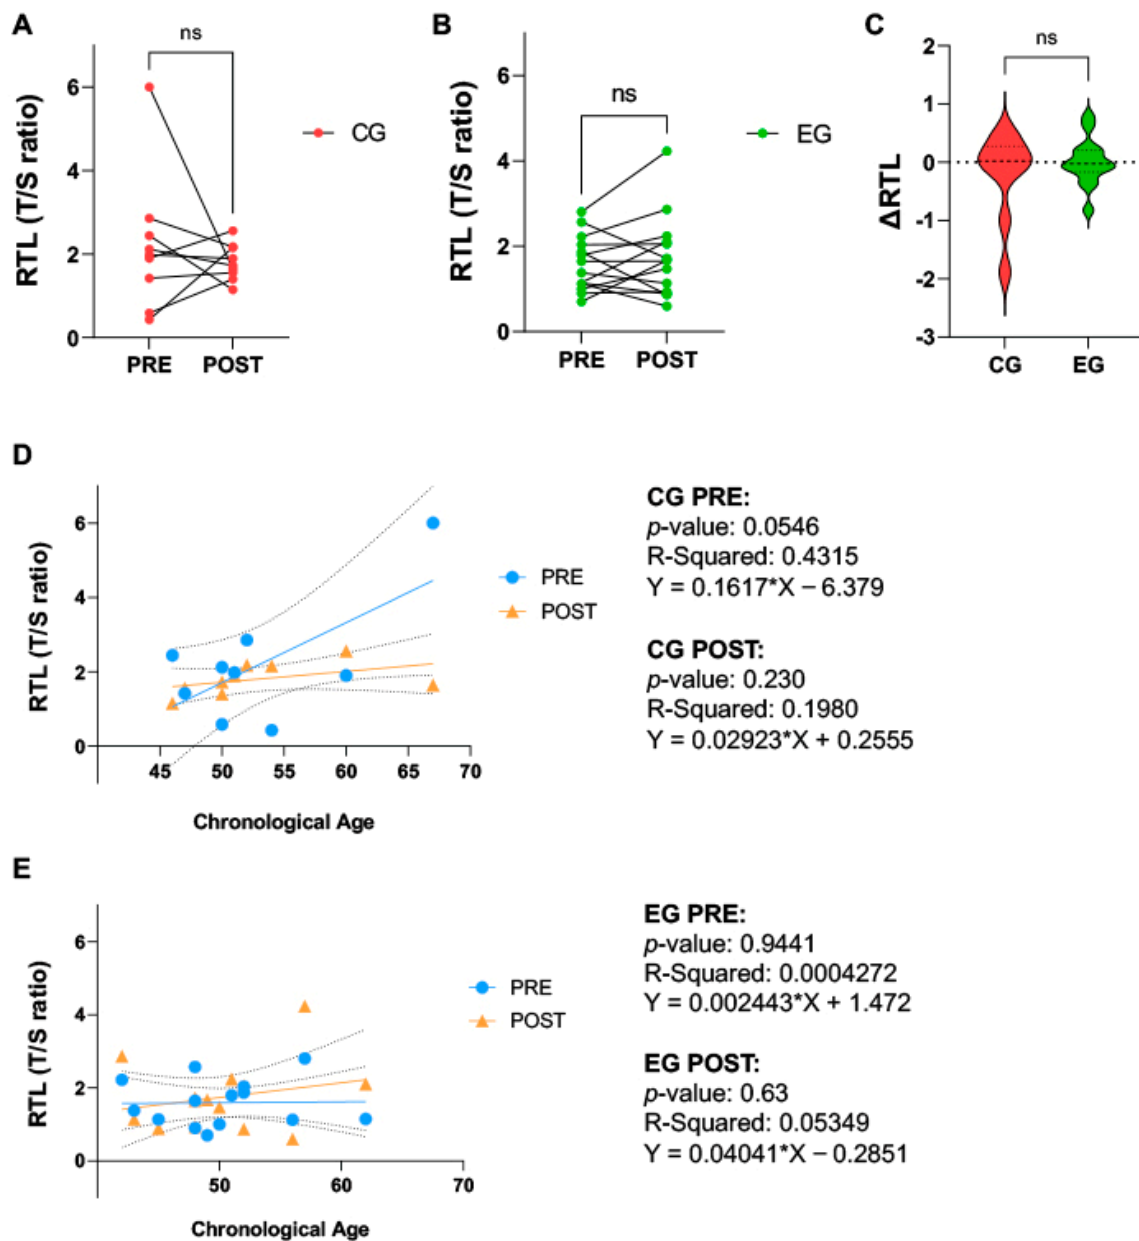 A
ns
RTL (T/S ratio)
6
4
2
0
PRE
POST
CG
B
ns
RTL (T/S ratio)
6
4
2
0
PRE
POST
EG
C
ns
ΔRTL
2
1
0
-1
-2
-3
CG
EG
D
RTL (T/S ratio)
6
4
2
0
45
50
55
60
65
70
Chronological Age
PRE
POST
CG PRE:
p-value: 0.0546
R-Squared: 0.4315
Y = 0.1617*X – 6.379
CG POST:
p-value: 0.230
R-Squared: 0.1980
Y = 0.02923*X + 0.2555
E
RTL (T/S ratio)
6
4
2
0
50
60
70
Chronological Age
PRE
POST
EG PRE:
p-value: 0.9441
R-Squared: 0.0004272
Y = 0.002443*X + 1.472
EG POST:
p-value: 0.63
R-Squared: 0.05349
Y = 0.04041*X – 0.2851